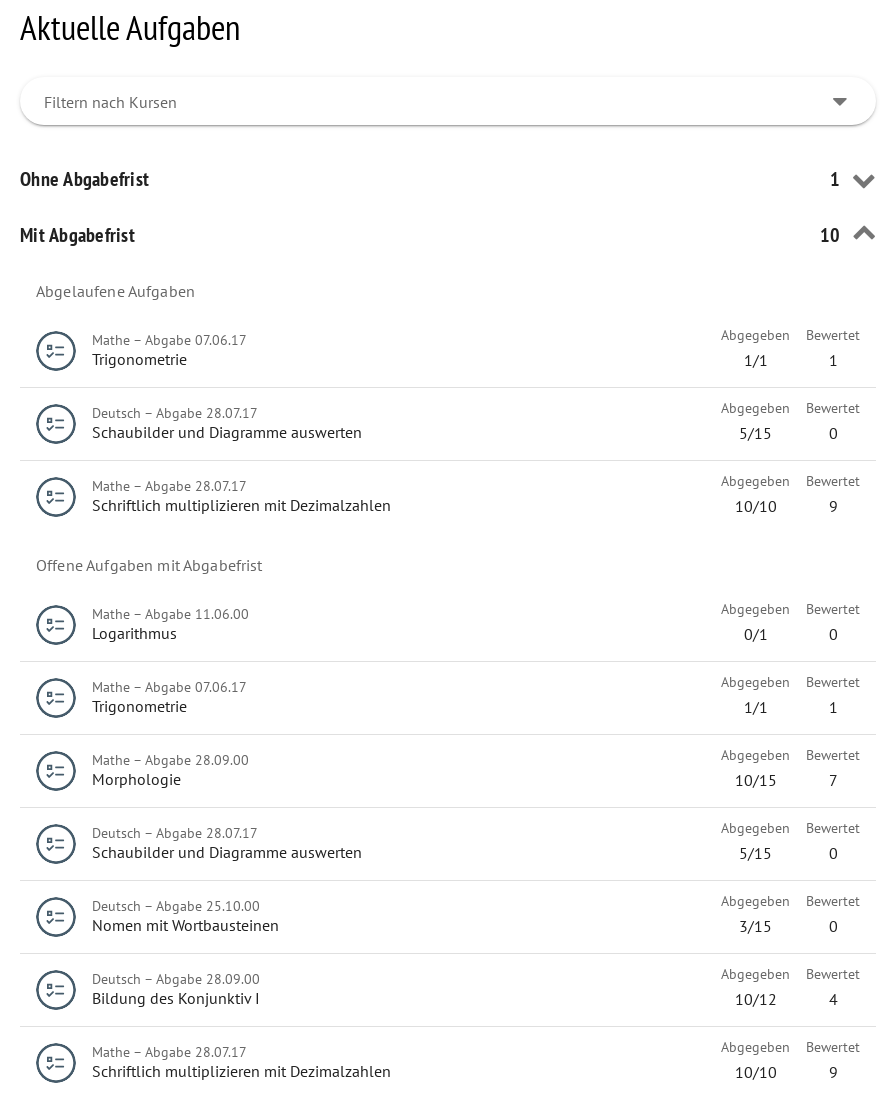 Aktuelle Aufgaben
Filtern nach Kursen
Ohne Abgabefrist 1
Mit Abgabefrist 10
Abgelaufene Aufgaben
Mathe – Abgabe 07.06.17 Abgegeben Bewertet
Trigonometrie 1/1 1
Deutsch – Abgabe 28.07.17 Abgegeben Bewertet
Schaubilder und Diagramme auswerten 5/15 0
Mathe – Abgabe 28.07.17 Abgegeben Bewertet
Schriftlich multiplizieren mit Dezimalzahlen 10/10 9
Offene Aufgaben mit Abgabefrist
Mathe – Abgabe 11.06.00 Abgegeben Bewertet
Logarithmus 0/1 0
Mathe – Abgabe 07.06.17 Abgegeben Bewertet
Trigonometrie 1/1 1
Mathe – Abgabe 28.09.00 Abgegeben Bewertet
Morphologie 10/15 7
Deutsch – Abgabe 28.07.17 Abgegeben Bewertet
Schaubilder und Diagramme auswerten 5/15 0
Deutsch – Abgabe 25.10.00 Abgegeben Bewertet
Nomen mit Wortbausteinen 3/15 0
Deutsch – Abgabe 28.09.00 Abgegeben Bewertet
Bildung des Konjunktiv I 10/12 4
Mathe – Abgabe 28.07.17 Abgegeben Bewertet
Schriftlich multiplizieren mit Dezimalzahlen 10/10 9